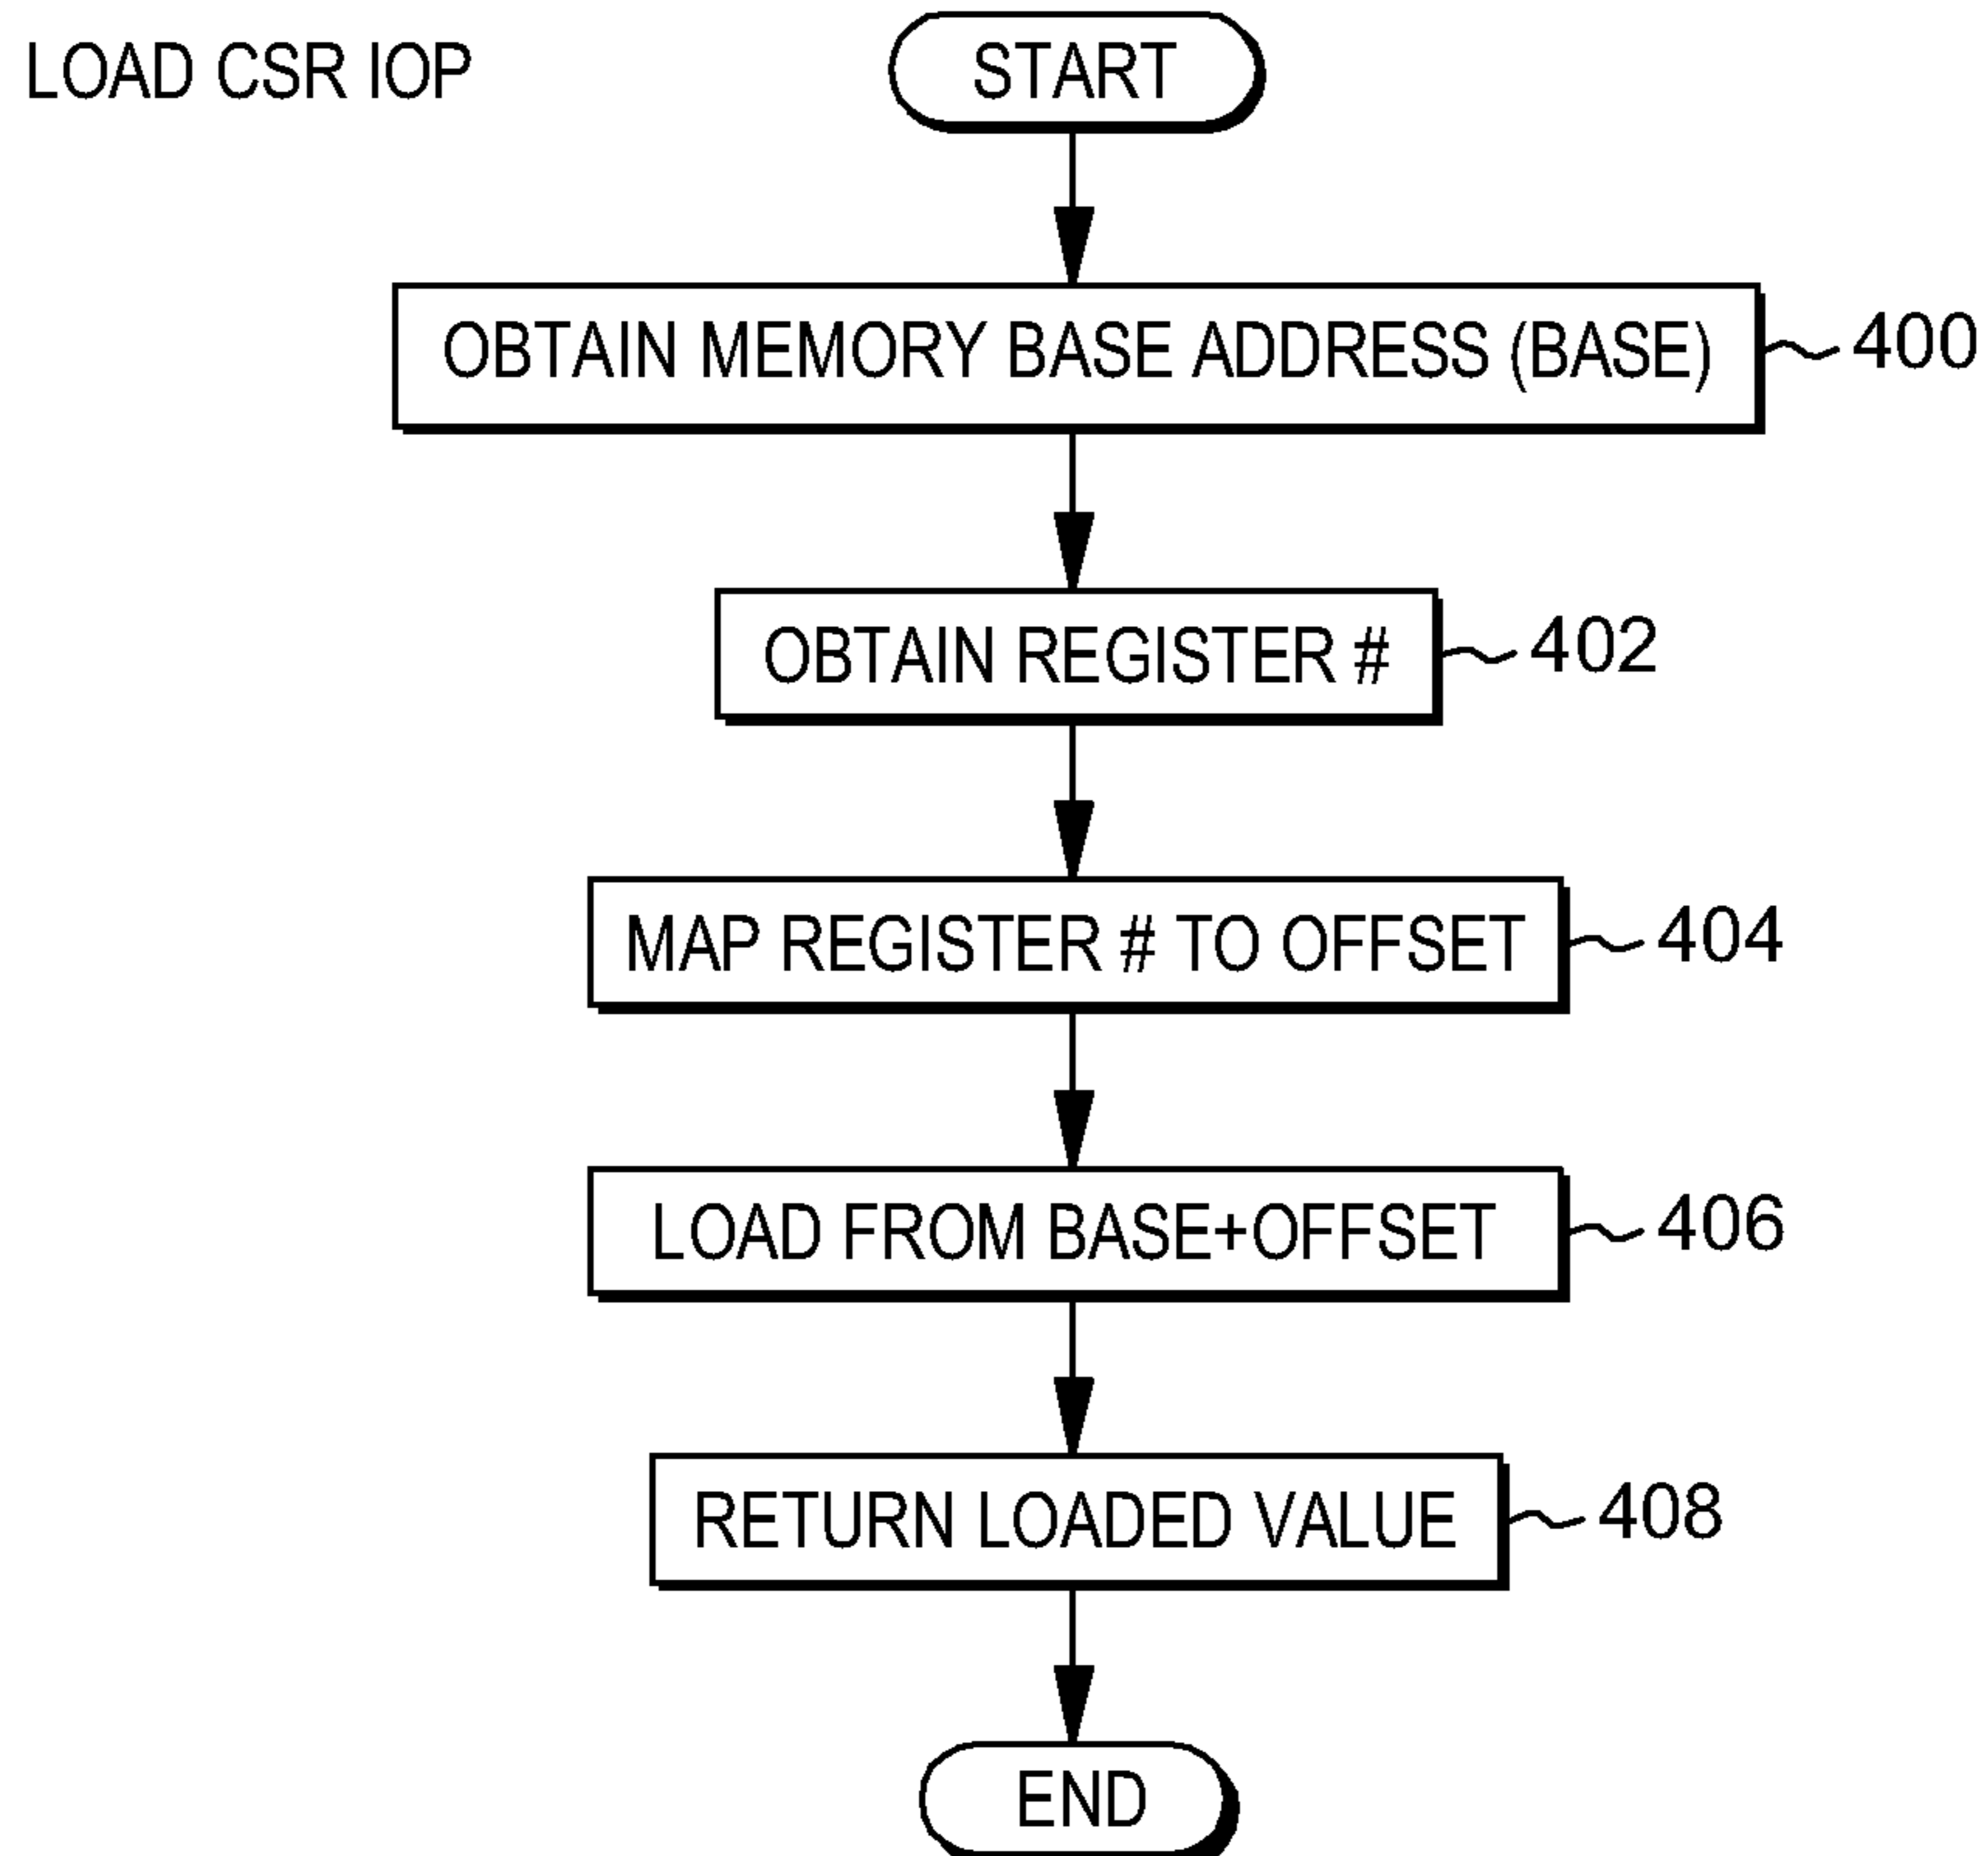 LOAD CSR IOP
START
OBTAIN MEMORY BASE ADDRESS (BASE)
400
OBTAIN REGISTER #
402
MAP REGISTER # TO OFFSET
404
LOAD FROM BASE+OFFSET
406
RETURN LOADED VALUE
408
END